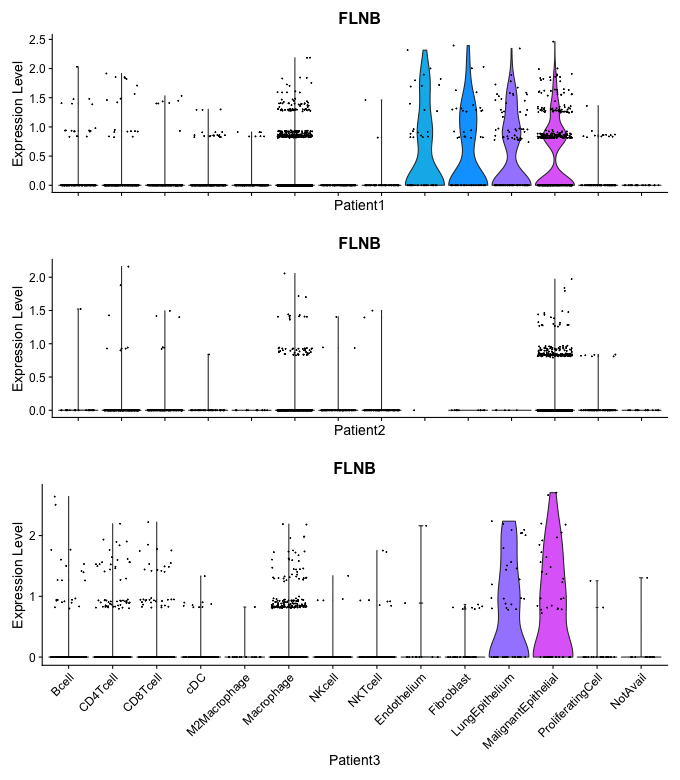 FLNB
Expression Level
2.5
2.0
1.5
1.0
0.5
0.0
Patient1
FLNB
Expression Level
2.0
1.5
1.0
0.5
0.0
Patient2
FLNB
Expression Level
2
1
0
Bcell
CD4Tcell
CD8Tcell
cDC
M2Macrophage
Macrophage
NKcell
NKTcell
Endothelium
Fibroblast
LungEpithelium
MalignantEpithelial
ProliferatingCell
NotAvail
Patient3